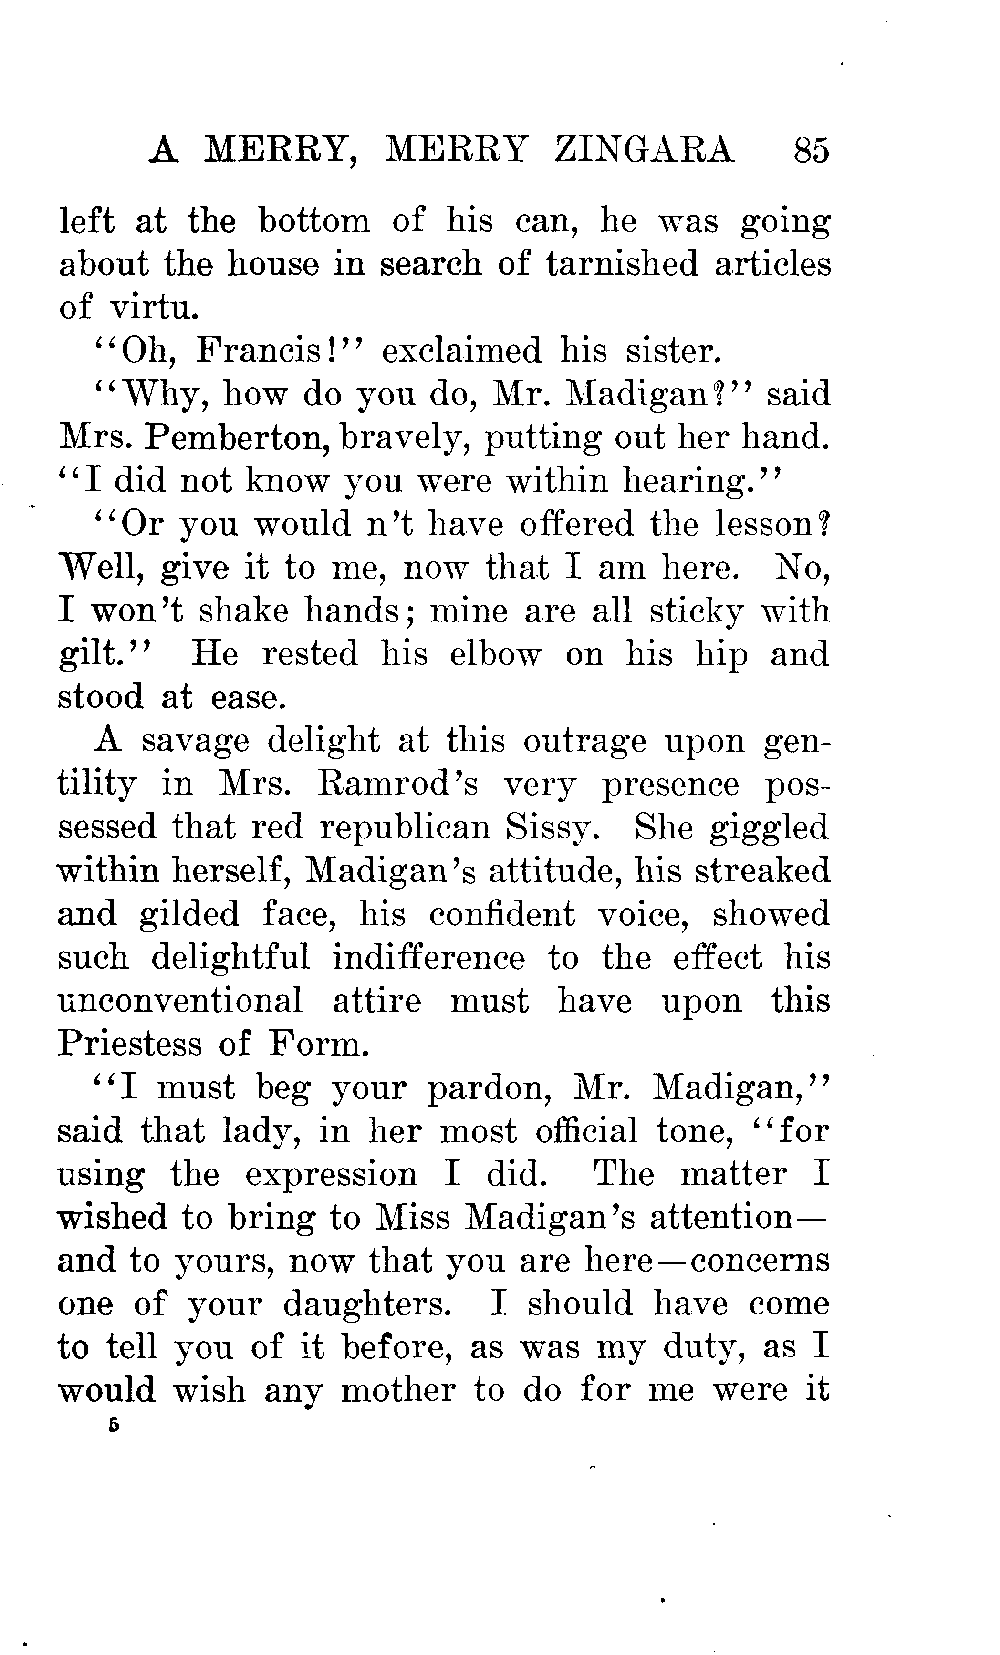 A MERRY, MERRY ZINGARA 85
left at the bottom of his can, he was going
about the house in search of tarnished articles
of virtu.
"Oh, Francis!" exclaimed his sister.
"Why, how do you do, Mr. Madigan?" said
Mrs. Pemberton, bravely, putting out her hand.
"I did not know you were within hearing."
"Or you would n't have offered the lesson?
Well, give it to me, now that I am here. No,
I won't shake hands; mine are all sticky with
gilt." He rested his elbow on his hip and
stood at ease.
A savage delight at this outrage upon gen-
tility in Mrs. Ramrod's very presence pos-
sessed that red republican Sissy. She giggled
within herself, Madigan's attitude, his streaked
and gilded face, his confident voice, showed
such delightful indifference to the effect his
unconventional attire must have upon this
Priestess of Form.
"I must beg your pardon, Mr. Madigan,"
said that lady, in her most official tone, "for
using the expression I did. The matter I
wished to bring to Miss Madigan's attention—
and to yours, now that you are here—concerns
one of your daughters. I should have come
to tell you of it before, as was my duty, as I
would wish any mother to do for me were it
5